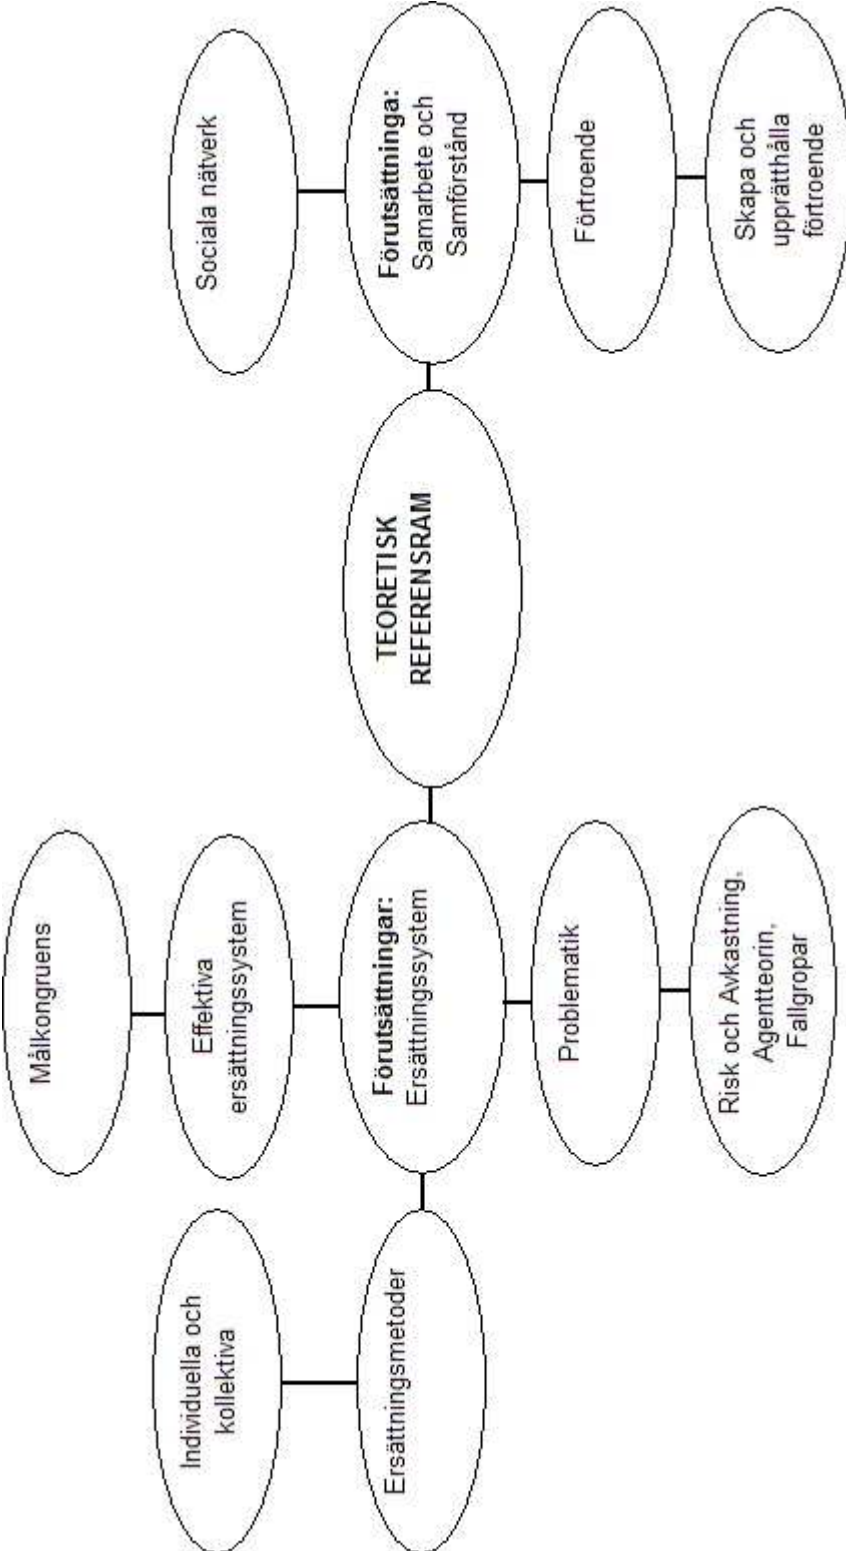 Målkongruens
Individuella och
kollektiva
Effektiva
ersättningssystem
Sociala nätverk
Ersättningsmetoder
Förutsättningar:
Ersättningssystem
TEORETISK
REFERENSRAM
Förutsättninga:
Samarbete och
Samförstånd
Problematik
Förtroende
Risk och Avkastning,
Agentteorin,
Fallgropar
Skapa och
upprätthålla
förtroende